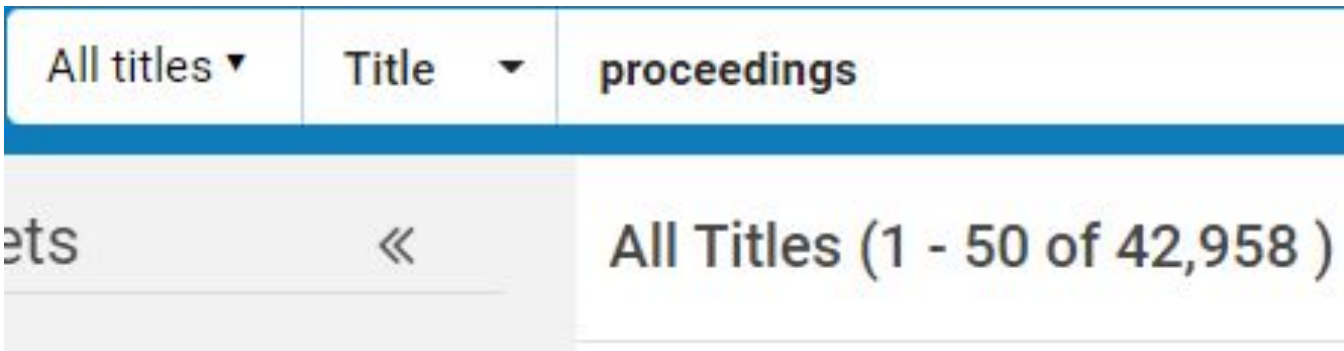 All titles ▾ Title ▾ proceedings
ets «
All Titles (1 - 50 of 42,958 )